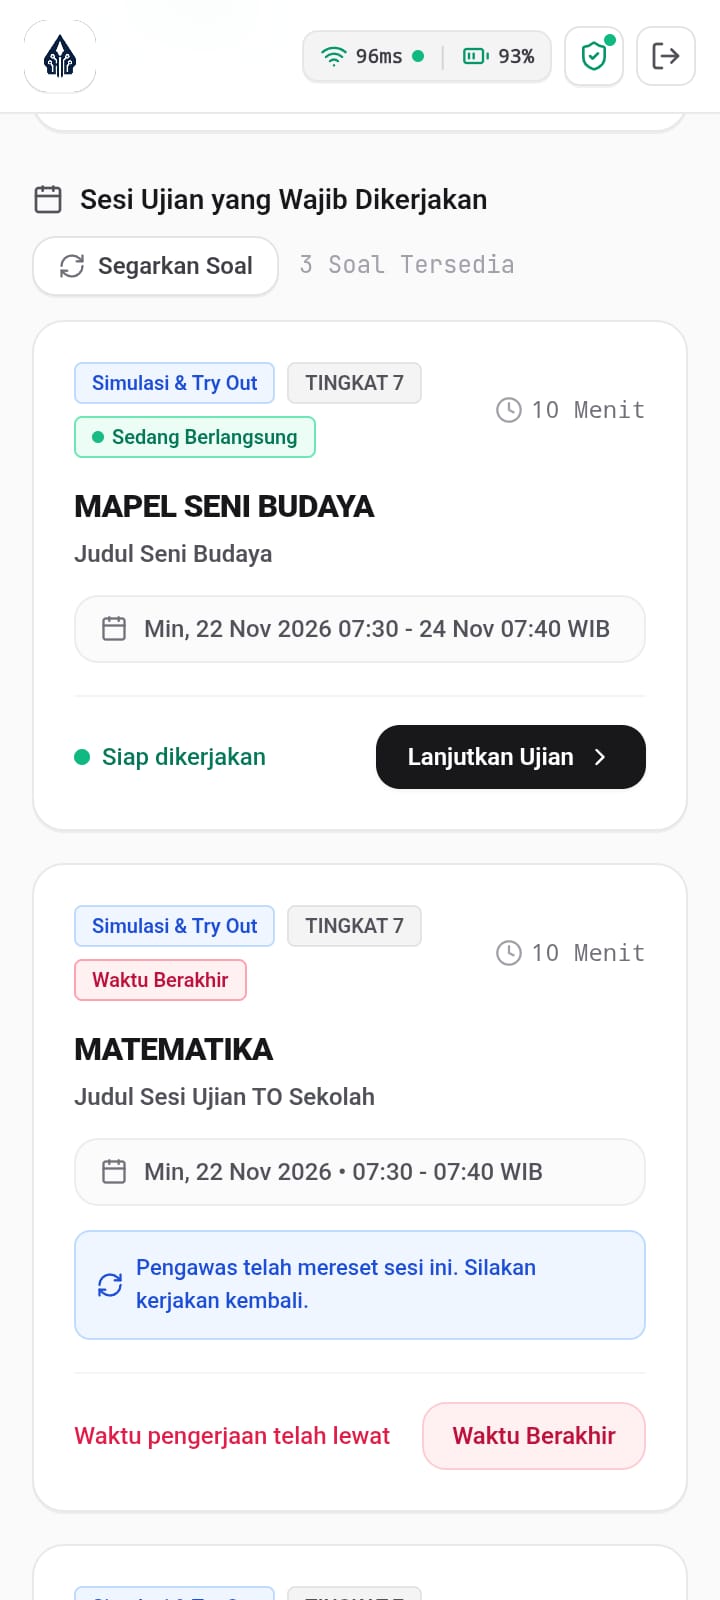 96ms
93%
Sesi Ujian yang Wajib Dikerjakan
Segarkan Soal
3 Soal Tersedia
Simulasi & Try Out
TINGKAT 7
10 Menit
Sedang Berlangsung
MAPEL SENI BUDAYA
Judul Seni Budaya
Min, 22 Nov 2026 07:30 - 24 Nov 07:40 WIB
Siap dikerjakan
Lanjutkan Ujian
Simulasi & Try Out
TINGKAT 7
10 Menit
Waktu Berakhir
MATEMATIKA
Judul Sesi Ujian TO Sekolah
Min, 22 Nov 2026 • 07:30 - 07:40 WIB
Pengawas telah mereset sesi ini. Silakan
kerjakan kembali.
Waktu pengerjaan telah lewat
Waktu Berakhir